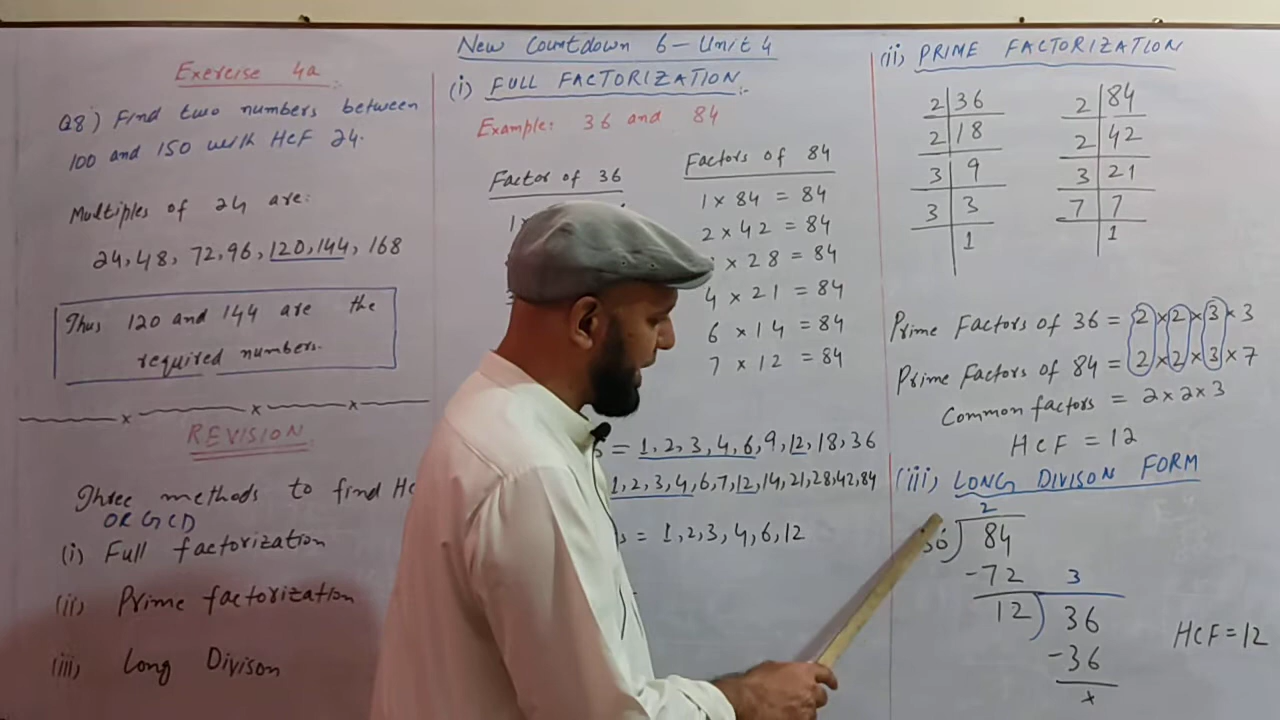 New Countdown 6 – Unit 4
Exercise 4a
Q8) Find two numbers between
100 and 150 with HCF 24.
Multiples of 24 are:
24, 48, 72, 96, 120, 144, 168
Thus 120 and 144 are the
required numbers.
REVISION
Three methods to find
OR GCD
(i) Full factorization
(ii) Prime factorization
(iii) Long Divison
(i) FULL FACTORIZATION:-
Example: 36 and 84
Factor of 36
Factors of 84
1 × 84 = 84
2 × 42 = 84
× 28 = 84
4 × 21 = 84
6 × 14 = 84
7 × 12 = 84
= 1, 2, 3, 4, 6, 9, 12, 18, 36
1, 2, 3, 4, 6, 7, 12, 14, 21, 28, 42, 84
= 1, 2, 3, 4, 6, 12
(ii) PRIME FACTORIZATION
2 | 36
2 | 18
3 | 9
3 | 3
1
2 | 84
2 | 42
3 | 21
7 | 7
1
Prime Factors of 36 = 2 × 2 × 3 × 3
Prime Factors of 84 = 2 × 2 × 3 × 7
Common factors = 2 × 2 × 3
HCF = 12
(iii) LONG DIVISON FORM
2
36) 84
-72 3
12) 36
-36
×
HCF = 12